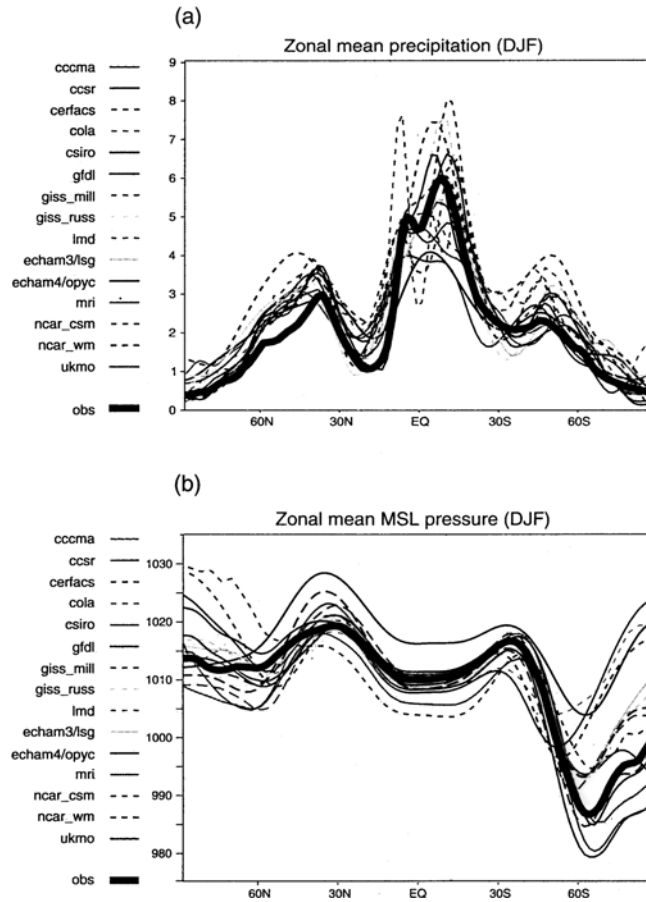 (a)
Zonal mean precipitation (DJF)
cccma
ccsr
cerfacs
cola
csiro
gfdl
giss_mill
giss_russ
lmd
echam3/lsg
echam4/opyc
mri
ncar_csm
ncar_wm
ukmo
obs
9
8
7
6
5
4
3
2
1
0
60N 30N EQ 30S 60S
(b)
Zonal mean MSL pressure (DJF)
cccma
ccsr
cerfacs
cola
csiro
gfdl
giss_mill
giss_russ
lmd
echam3/lsg
echam4/opyc
mri
ncar_csm
ncar_wm
ukmo
obs
1030
1020
1010
1000
990
980
975
60N 30N EQ 30S 60S